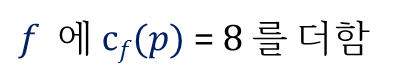 f 에 c_f(p) = 8 를 더함